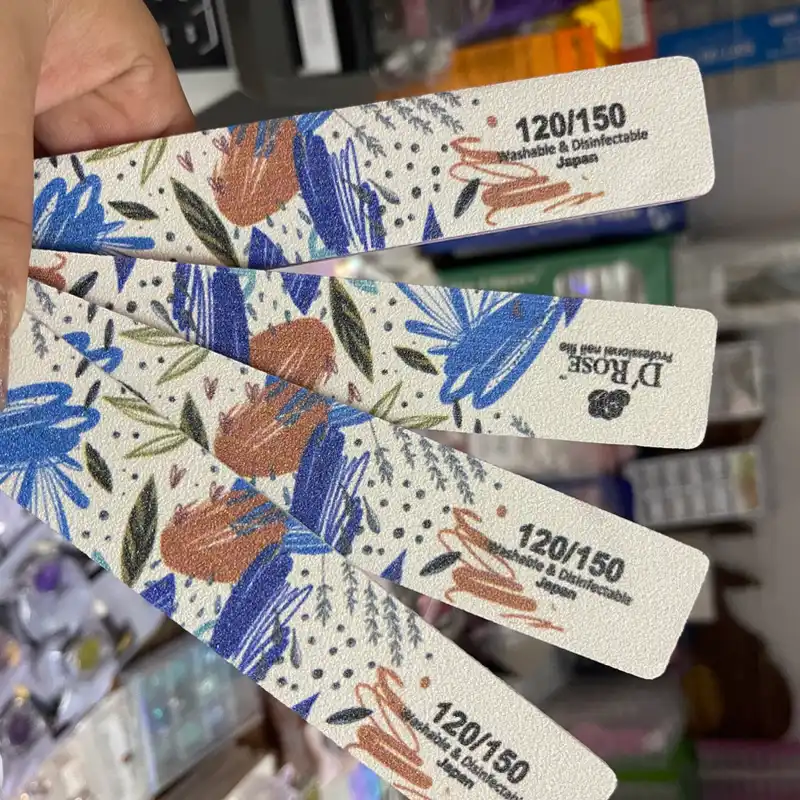 120/150
Washable & Disinfectable
Japan
D'Rose
Professional nail file
120/150
Washable & Disinfectable
Japan
120/150
Washable & Disinfectable
Japan